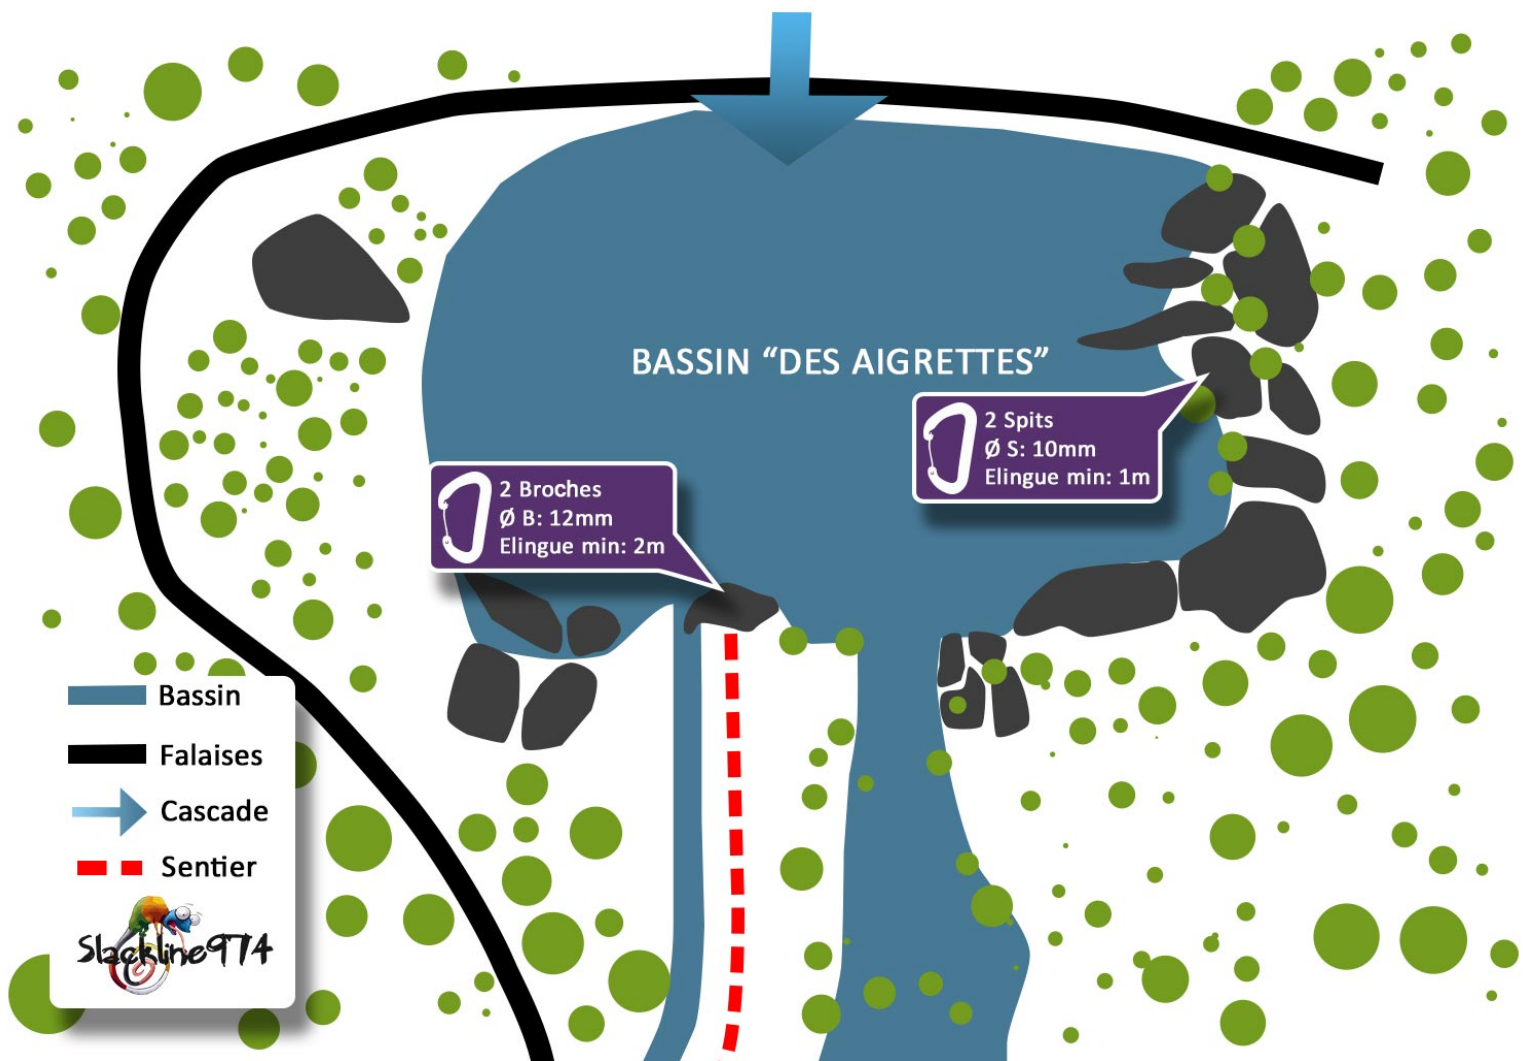 BASSIN “DES AIGRETTES”
2 Spits
Ø S: 10mm
Elingue min: 1m
2 Broches
Ø B: 12mm
Elingue min: 2m
Bassin
Falaises
Cascade
Sentier
Slackline974